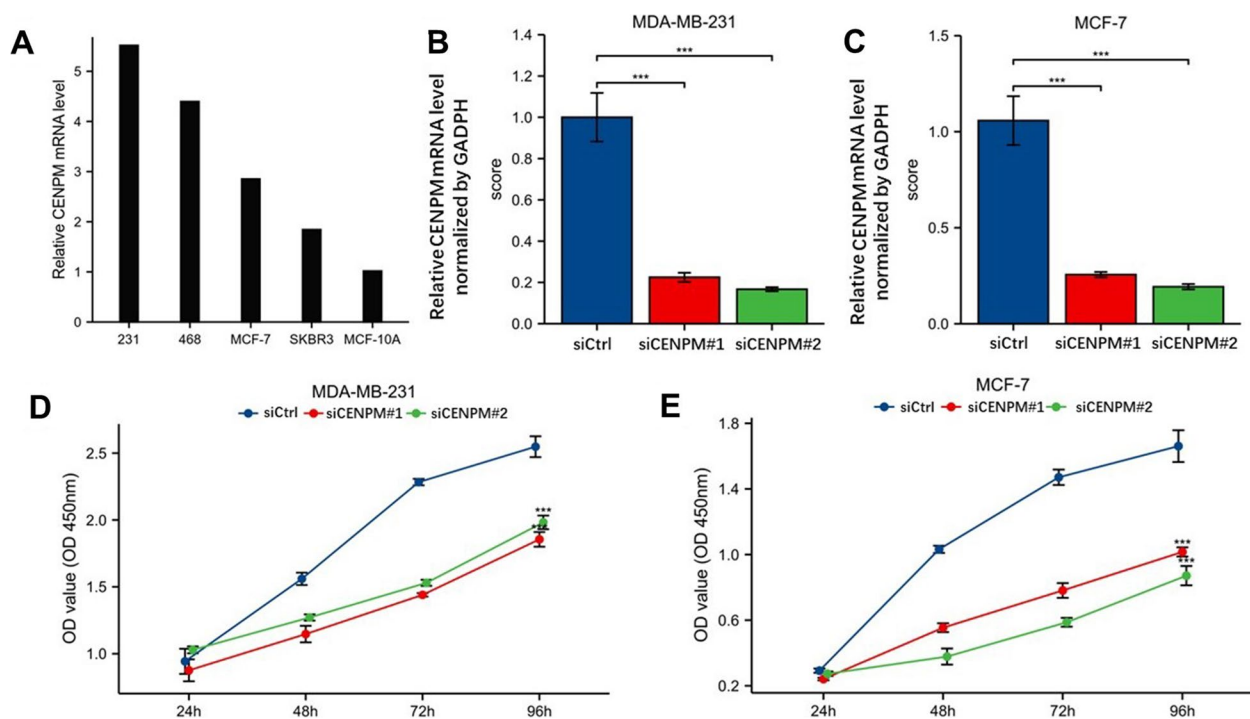 A
Relative CENPM mRNA level
5
4
3
2
1
0
231 468 MCF-7 SKBR3 MCF-10A
B
MDA-MB-231
Relative CENPM mRNA level
normalized by GADPH
score
1.4
1.2
1.0
0.8
0.6
0.4
0.2
0.0
***
***
siCtrl siCENPM#1 siCENPM#2
C
MCF-7
Relative CENPM mRNA level
normalized by GADPH
score
1.5
1.0
0.5
0.0
***
***
siCtrl siCENPM#1 siCENPM#2
D
MDA-MB-231
siCtrl siCENPM#1 siCENPM#2
OD value (OD 450nm)
2.5
2.0
1.5
1.0
***
***
24h 48h 72h 96h
E
MCF-7
siCtrl siCENPM#1 siCENPM#2
OD value (OD 450nm)
1.8
1.4
1.0
0.6
0.2
***
***
24h 48h 72h 96h